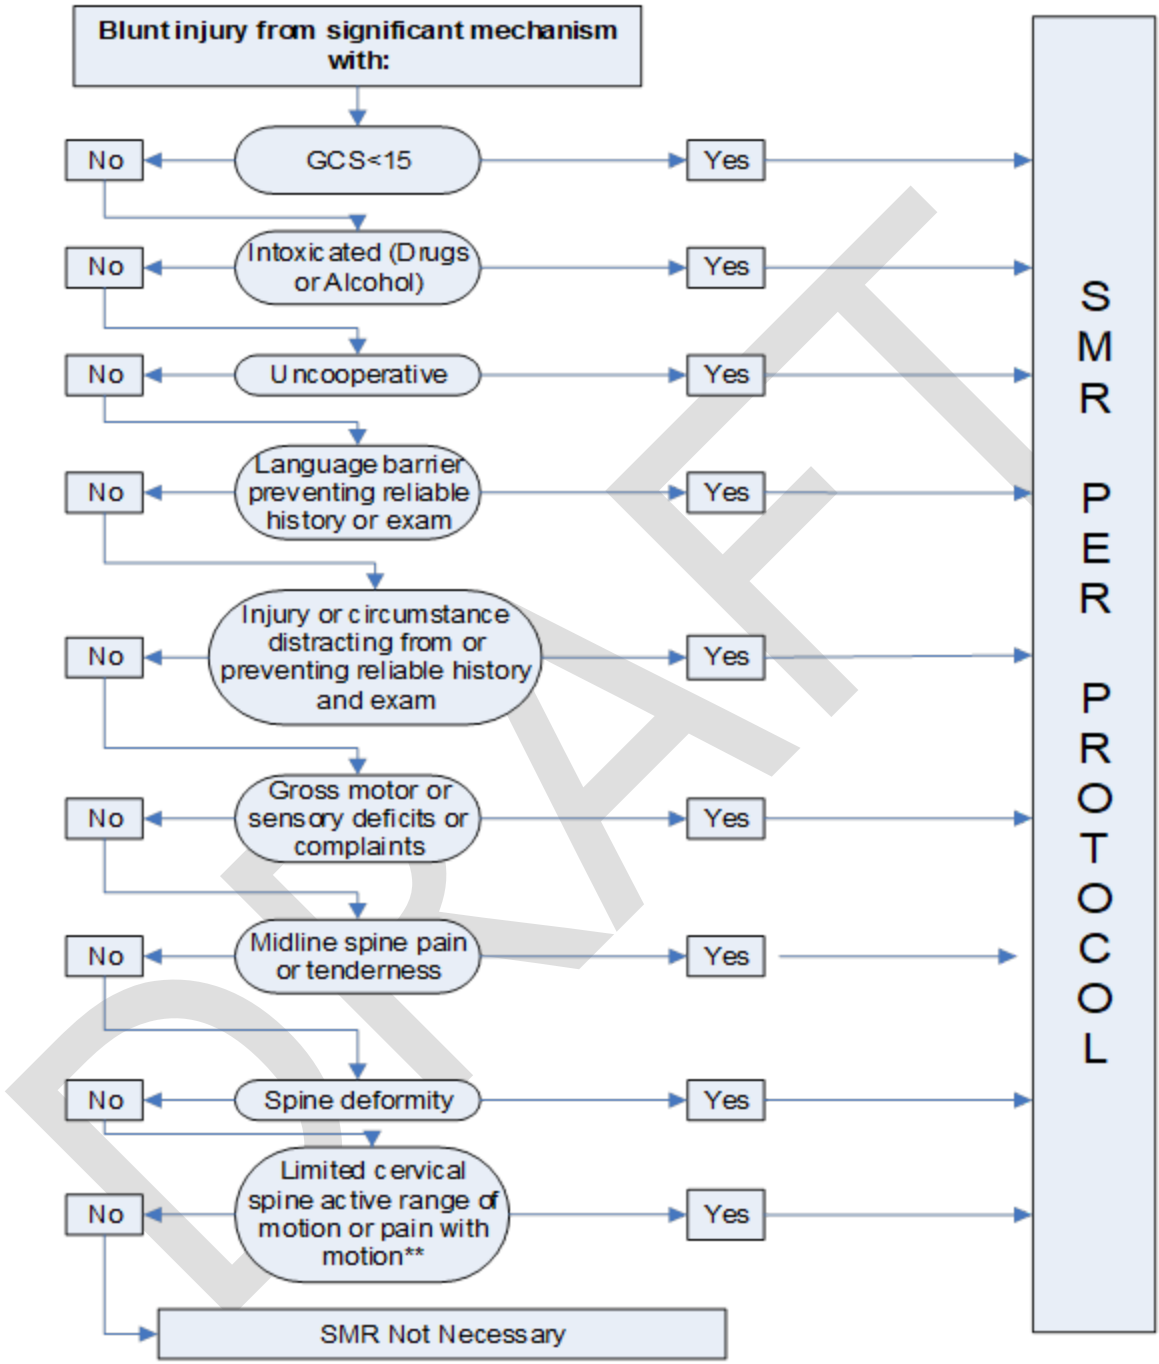 Blunt injury from significant mechanism
with:
No
GCS<15
Yes
No
Intoxicated (Drugs
or Alcohol)
Yes
No
Uncooperative
Yes
No
Language barrier
preventing reliable
history or exam
Yes
No
Injury or circumstance
distracting from or
preventing reliable history
and exam
Yes
No
Gross motor or
sensory deficits or
complaints
Yes
No
Midline spine pain
or tenderness
Yes
No
Spine deformity
Yes
No
Limited cervical
spine active range of
motion or pain with
motion**
Yes
SMR Not Necessary
SMR PER PROTOCOL
DRAFT